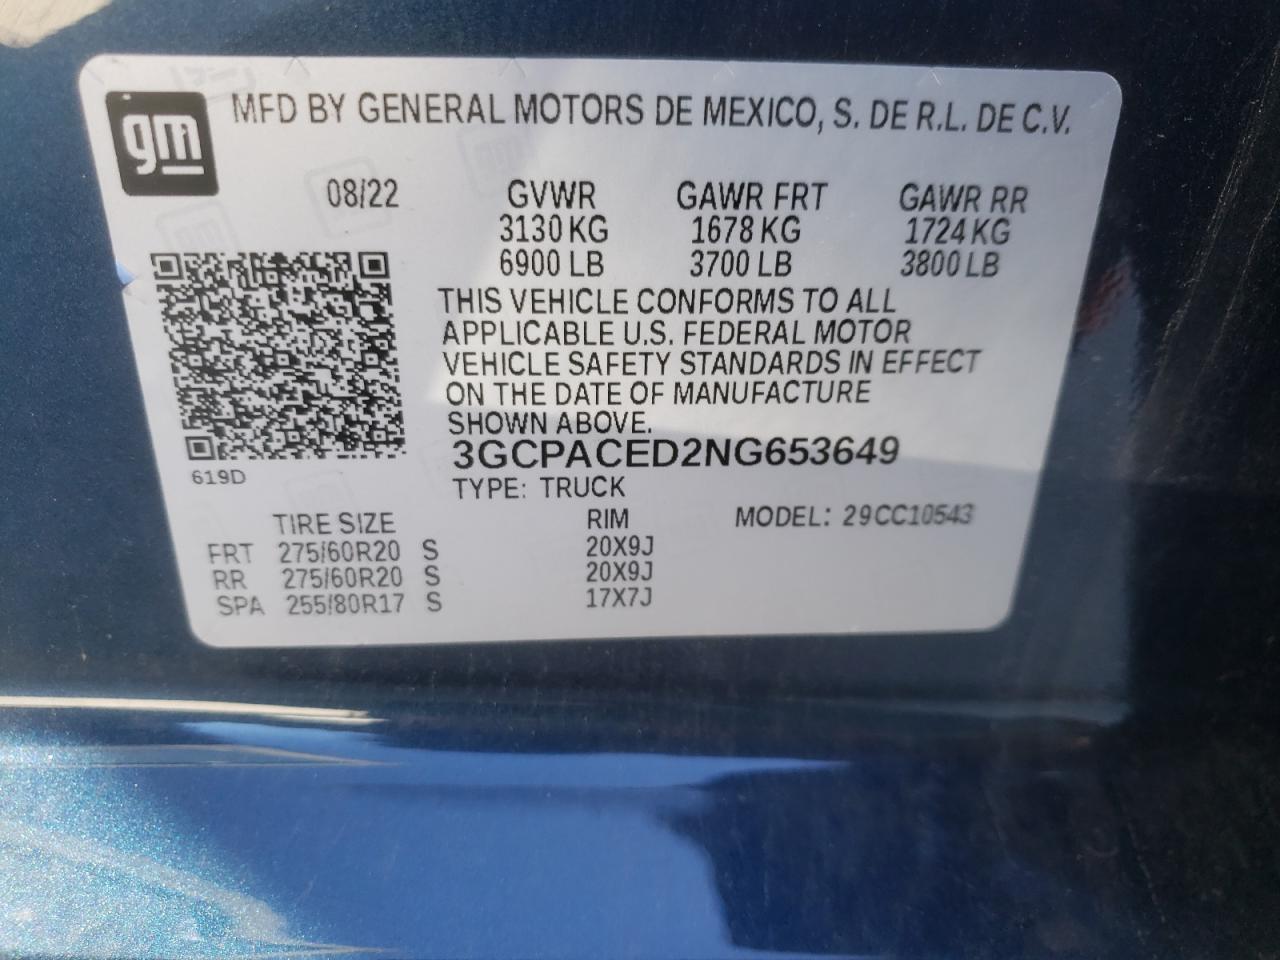 gm
MFD BY GENERAL MOTORS DE MEXICO, S. DE R.L. DE C.V.
08/22 GVWR GAWR FRT GAWR RR
3130 KG 1678 KG 1724 KG
6900 LB 3700 LB 3800 LB
THIS VEHICLE CONFORMS TO ALL
APPLICABLE U.S. FEDERAL MOTOR
VEHICLE SAFETY STANDARDS IN EFFECT
ON THE DATE OF MANUFACTURE
SHOWN ABOVE.
3GCPACED2NG653649
619D
TYPE: TRUCK
TIRE SIZE RIM MODEL: 29CC10543
FRT 275/60R20 S 20X9J
RR 275/60R20 S 20X9J
SPA 255/80R17 S 17X7J